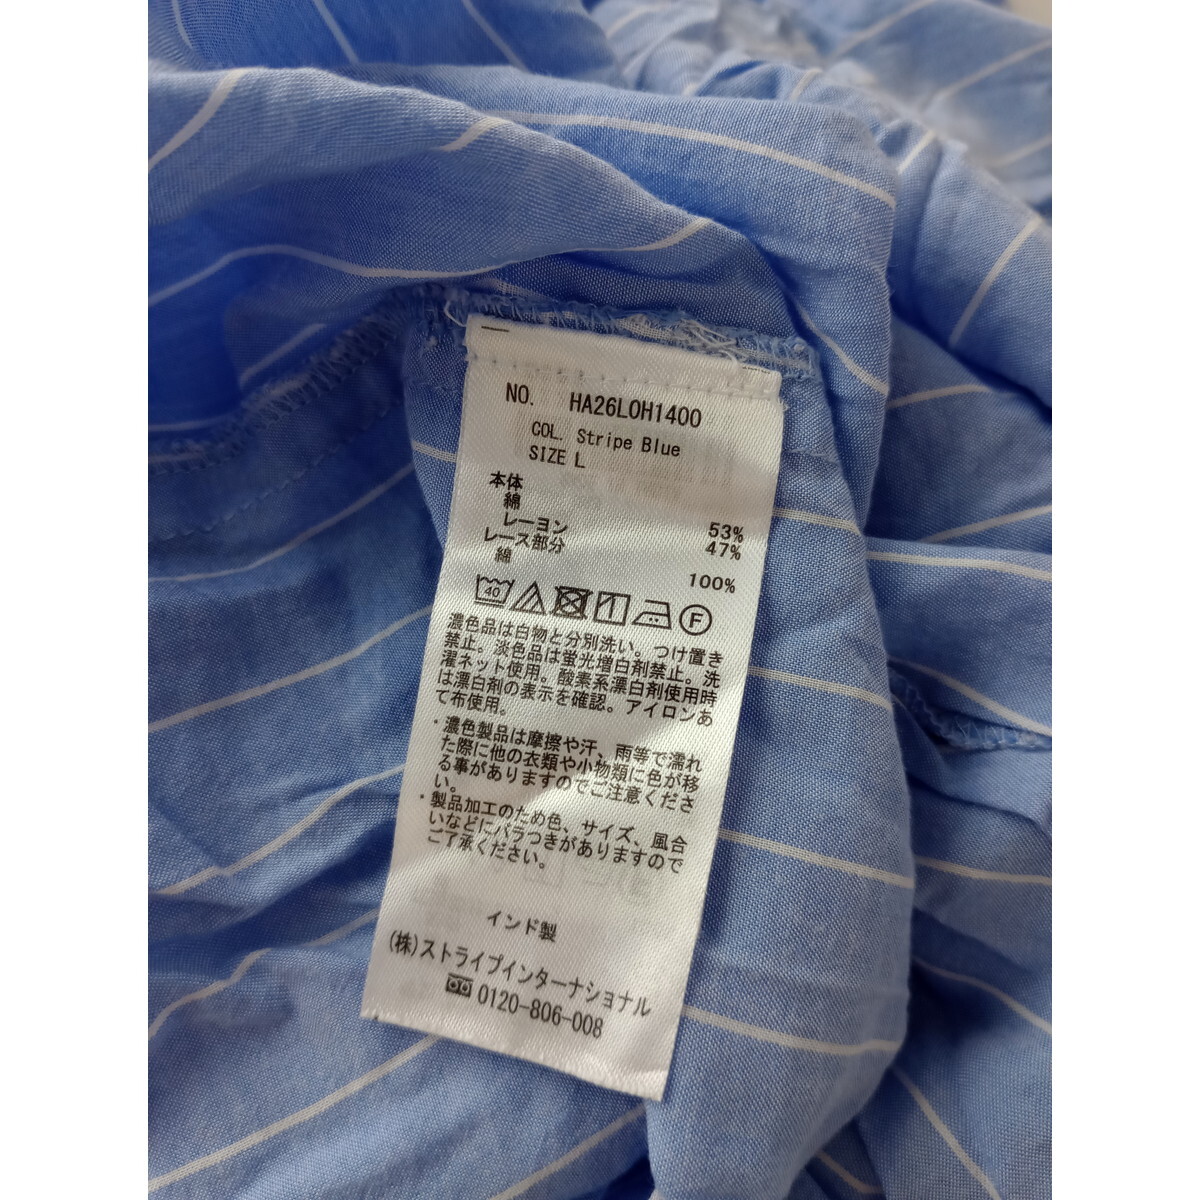 NO. HA26L0H1400
COL. Stripe Blue
SIZE L
本体
綿 53%
レーヨン 47%
レース部分
綿 100%
40 F
濃色品は白物と分別洗い。つけ置き
禁止。淡色品は蛍光増白剤禁止。洗
濯ネット使用。酸素系漂白剤使用時
は漂白剤の表示を確認。アイロンあ
て布使用。
・濃色製品は摩擦や汗、雨等で濡れ
た際に他の衣類や小物類に色が移
る事がありますのでご注意くださ
い。
・製品加工のため色、サイズ、風合
いなどにバラつきがありますので
ご了承ください。
インド製
(株)ストライプインターナショナル
0120-806-008